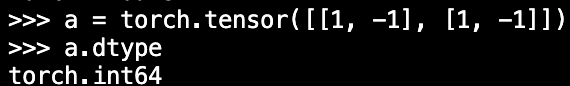 >>> a = torch.tensor([[1, -1], [1, -1]])
>>> a.dtype
torch.int64